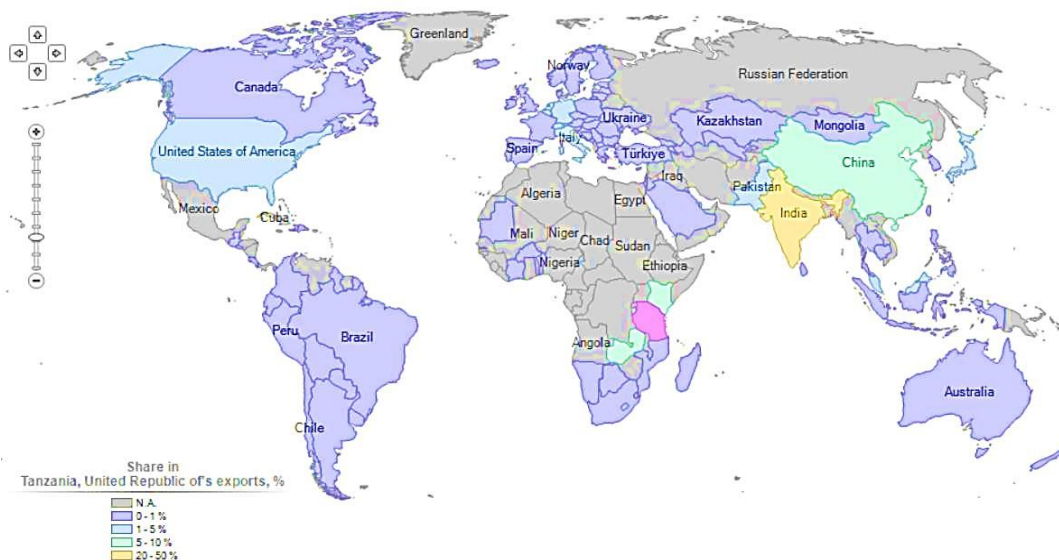 Greenland
Norway
Russian Federation
Canada
Ukraine
Kazakhstan
Mongolia
Italy
United States of America
Spain
Türkiye
China
Iraq
Pakistan
Mexico
Algeria
Egypt
India
Cuba
Mali
Niger
Chad
Sudan
Nigeria
Ethiopia
Peru
Brazil
Angola
Australia
Chile
Share in
Tanzania, United Republic of's exports, %
N.A.
0 - 1 %
1 - 5 %
5 - 10 %
20 - 50 %